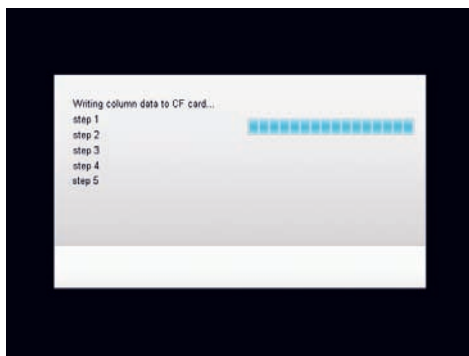 Writing column data to CF card...
step 1
step 2
step 3
step 4
step 5